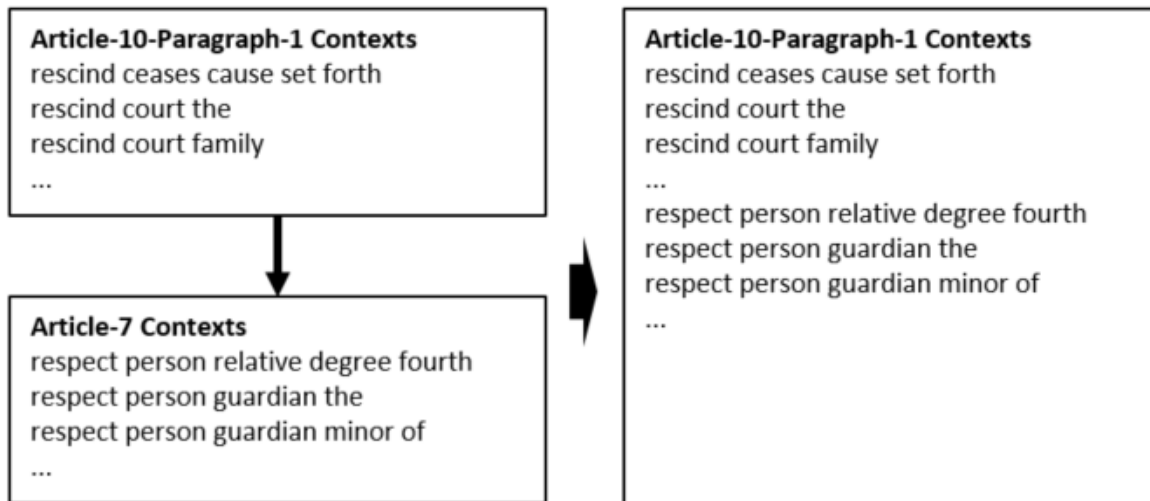 Article-10-Paragraph-1 Contexts
rescind ceases cause set forth
rescind court the
rescind court family
...
Article-7 Contexts
respect person relative degree fourth
respect person guardian the
respect person guardian minor of
...
Article-10-Paragraph-1 Contexts
rescind ceases cause set forth
rescind court the
rescind court family
...
respect person relative degree fourth
respect person guardian the
respect person guardian minor of
...